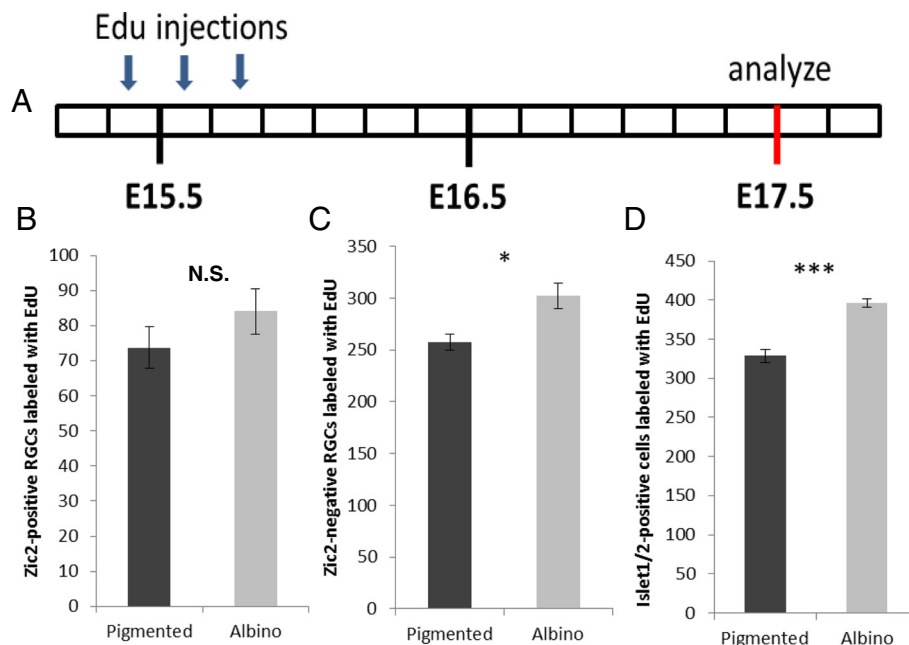 Edu injections
analyze
A
E15.5
E16.5
E17.5
B
Zic2-positive RGCs labeled with EdU
100
90
80
70
60
50
40
30
20
10
0
N.S.
Pigmented
Albino
C
Zic2-negative RGCs labeled with EdU
350
300
250
200
150
100
50
0
*
Pigmented
Albino
D
Islet1/2-positive cells labeled with EdU
450
400
350
300
250
200
150
100
50
0
***
Pigmented
Albino